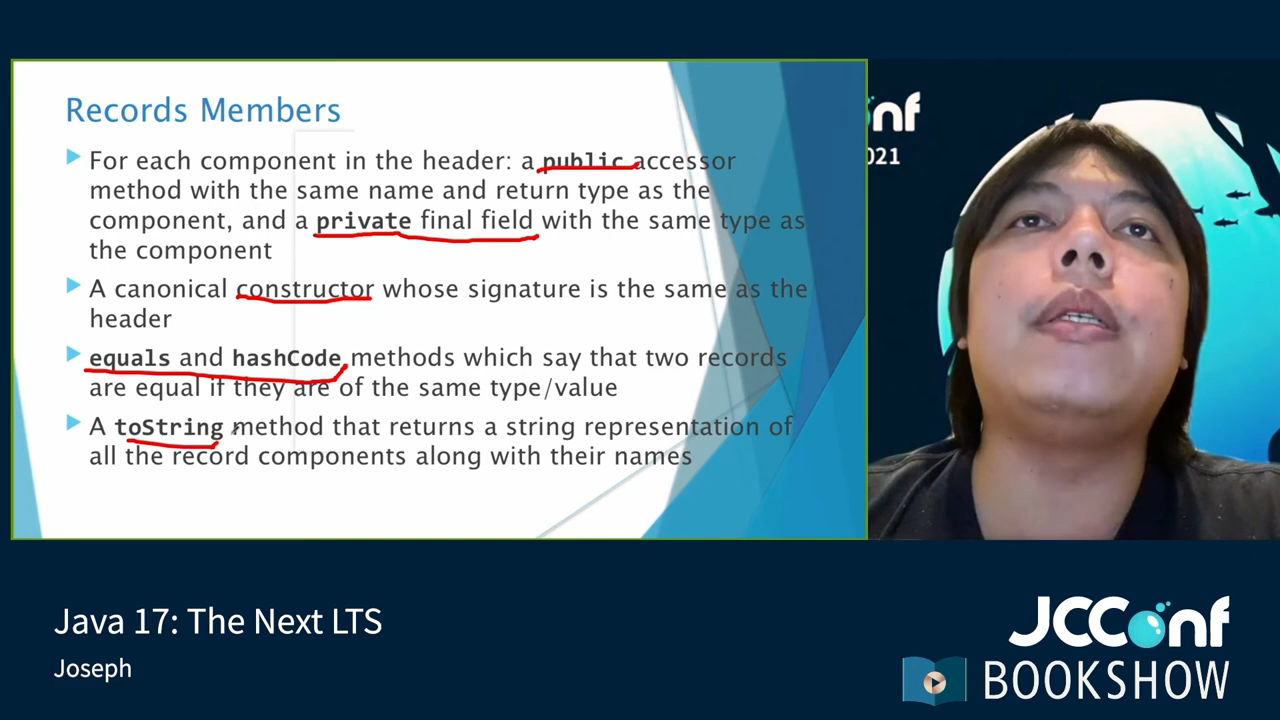 Records Members
For each component in the header: a public accessor
method with the same name and return type as the
component, and a private final field with the same type as
the component
A canonical constructor whose signature is the same as the
header
equals and hashCode methods which say that two records
are equal if they are of the same type/value
A toString method that returns a string representation of
all the record components along with their names
nf
021
Java 17: The Next LTS
Joseph
JCConf
BOOKSHOW